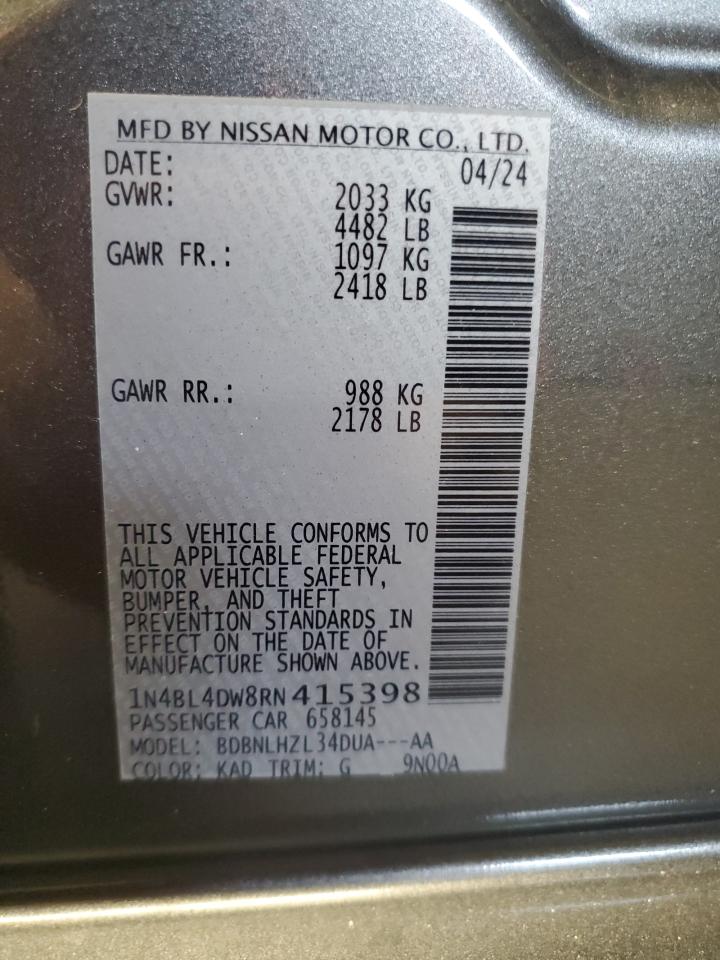 MFD BY NISSAN MOTOR CO., LTD.
DATE: 04/24
GVWR: 2033 KG
4482 LB
GAWR FR.: 1097 KG
2418 LB
GAWR RR.: 988 KG
2178 LB
THIS VEHICLE CONFORMS TO
ALL APPLICABLE FEDERAL
MOTOR VEHICLE SAFETY,
BUMPER, AND THEFT
PREVENTION STANDARDS IN
EFFECT ON THE DATE OF
MANUFACTURE SHOWN ABOVE.
1N4BL4DW8RN415398
PASSENGER CAR 658145
MODEL: BDBNLHZL34DUA---AA
COLOR: KAD TRIM: G 9N00A